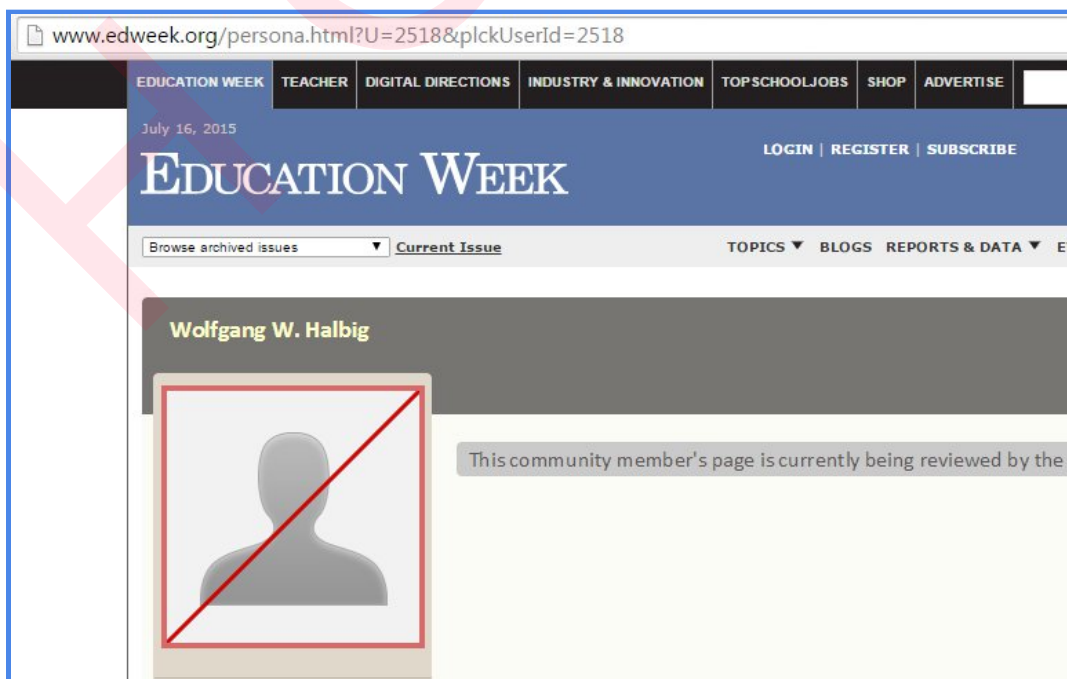 www.edweek.org/persona.html?U=2518&plckUserId=2518
EDUCATION WEEK TEACHER DIGITAL DIRECTIONS INDUSTRY & INNOVATION TOPSCHOOLJOBS SHOP ADVERTISE
July 16, 2015
LOGIN | REGISTER | SUBSCRIBE
EDUCATION WEEK
Browse archived issues ▼ Current Issue TOPICS ▼ BLOGS REPORTS & DATA ▼ E
Wolfgang W. Halbig
This community member's page is currently being reviewed by the